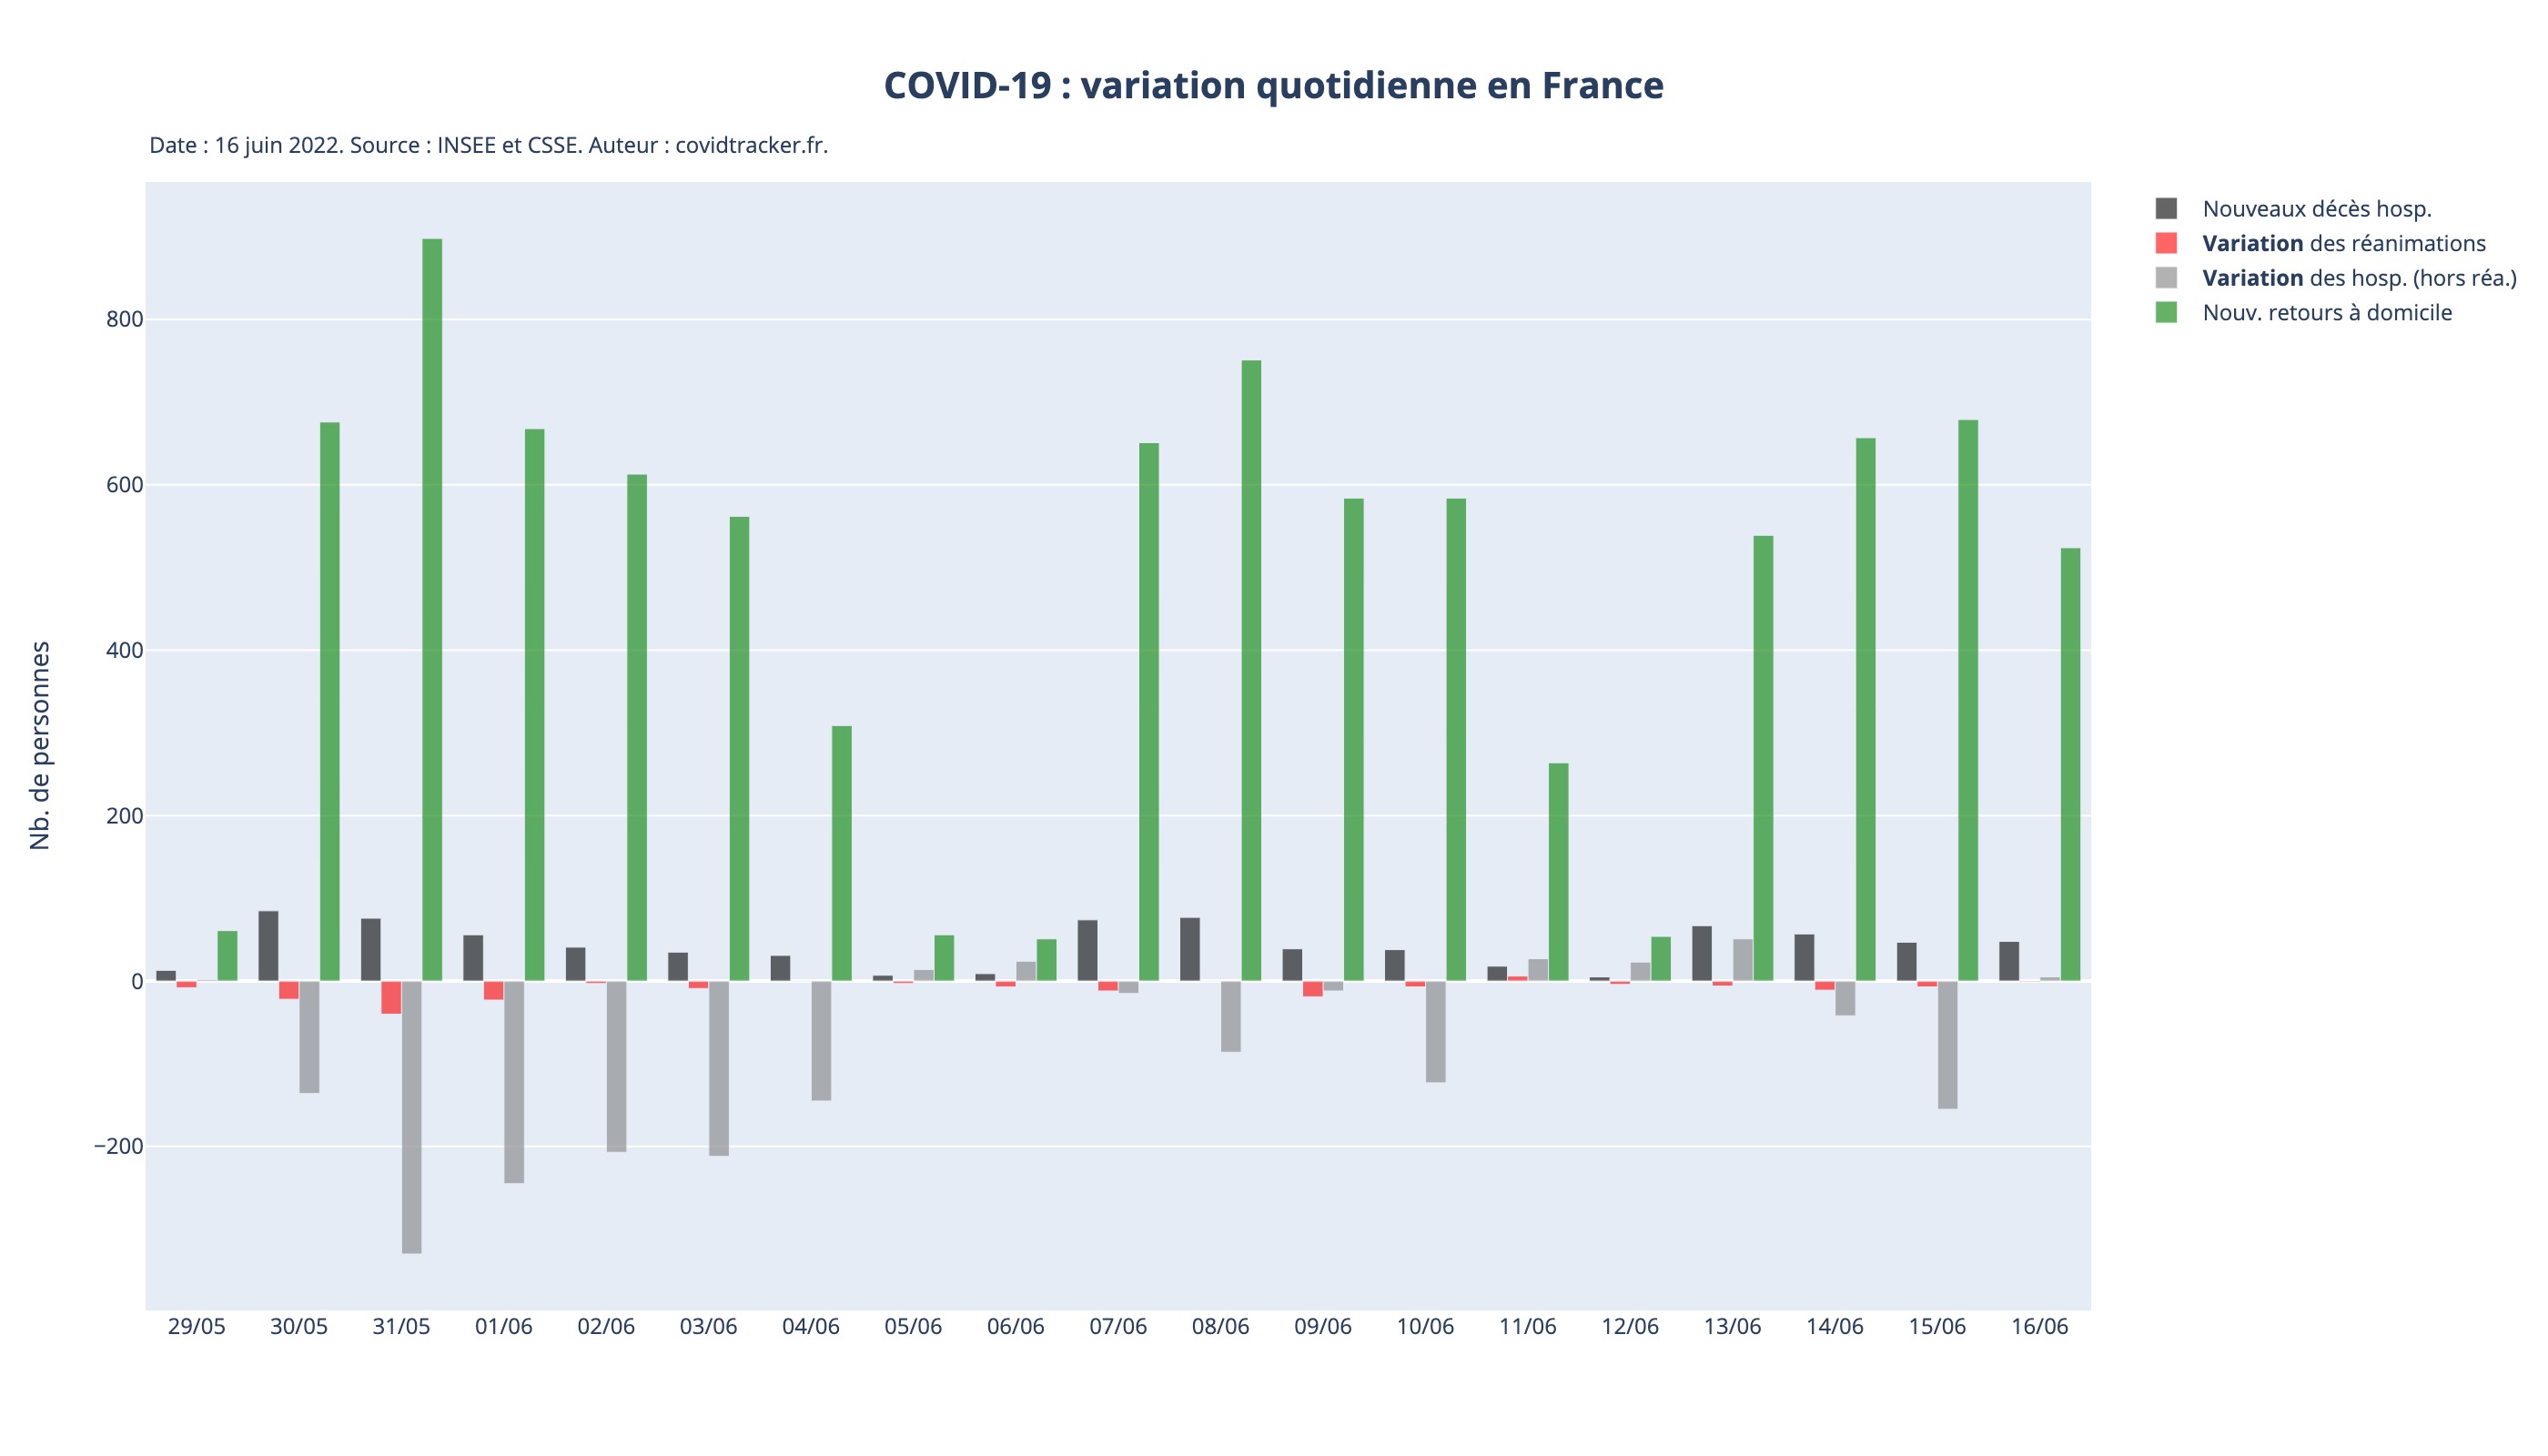 COVID-19 : variation quotidienne en France
Date : 16 juin 2022. Source : INSEE et CSSE. Auteur : covidtracker.fr.
Nouveaux décès hosp.
Variation des réanimations
Variation des hosp. (hors réa.)
Nouv. retours à domicile
Nb. de personnes
800
600
400
200
0
−200
29/05 30/05 31/05 01/06 02/06 03/06 04/06 05/06 06/06 07/06 08/06 09/06 10/06 11/06 12/06 13/06 14/06 15/06 16/06